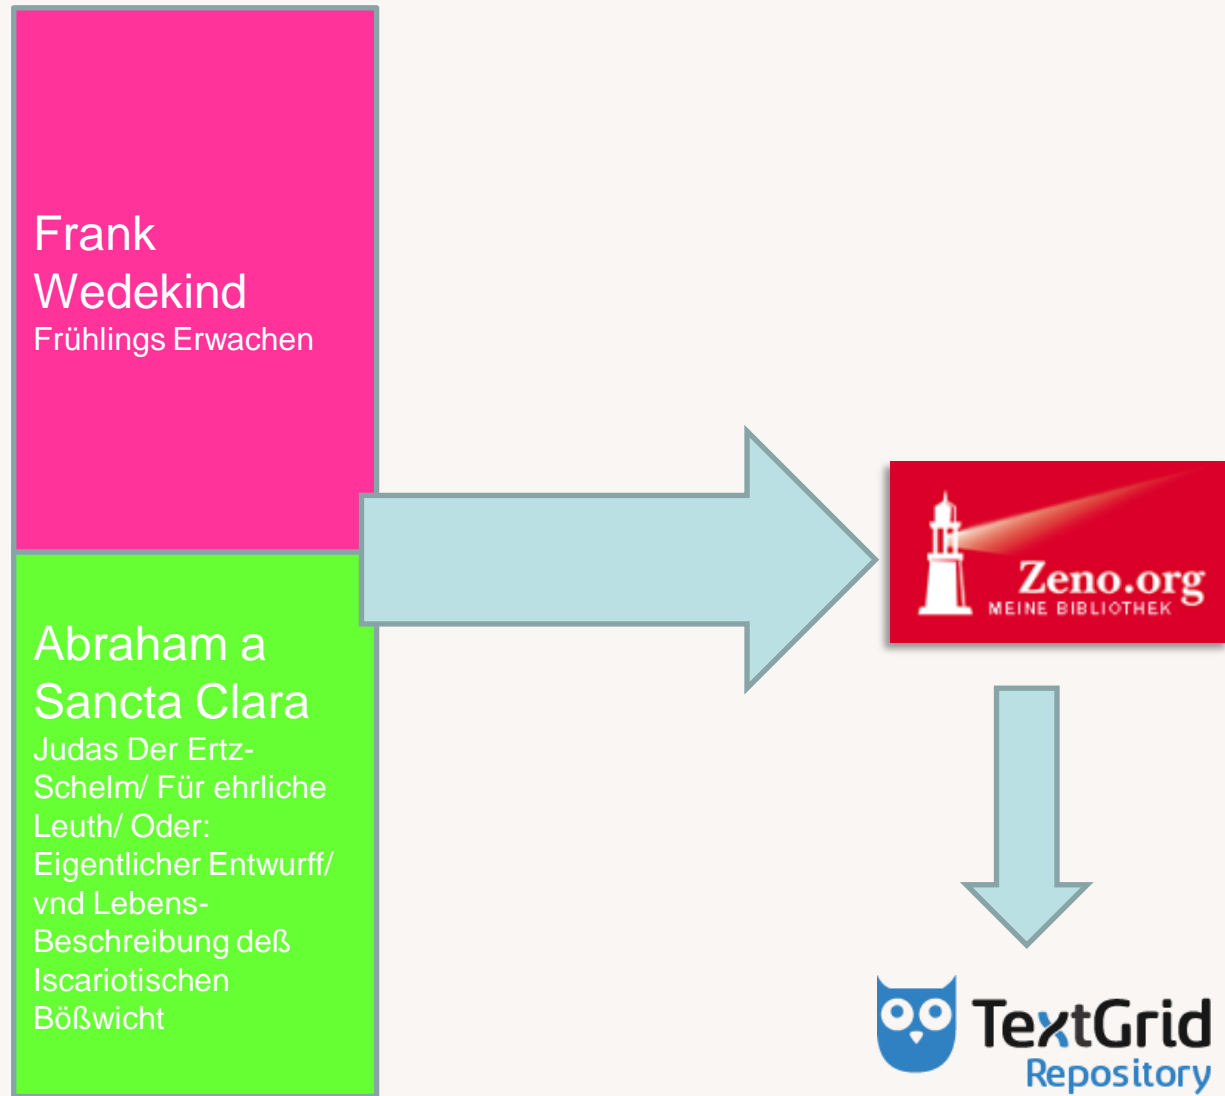 Frank
Wedekind
Frühlings Erwachen
Abraham a
Sancta Clara
Judas Der Ertz-
Schelm/ Für ehrliche
Leuth/ Oder:
Eigentlicher Entwurff/
vnd Lebens-
Beschreibung deß
Iscariotischen
Bößwicht
Zeno.org
MEINE BIBLIOTHEK
TextGrid
Repository